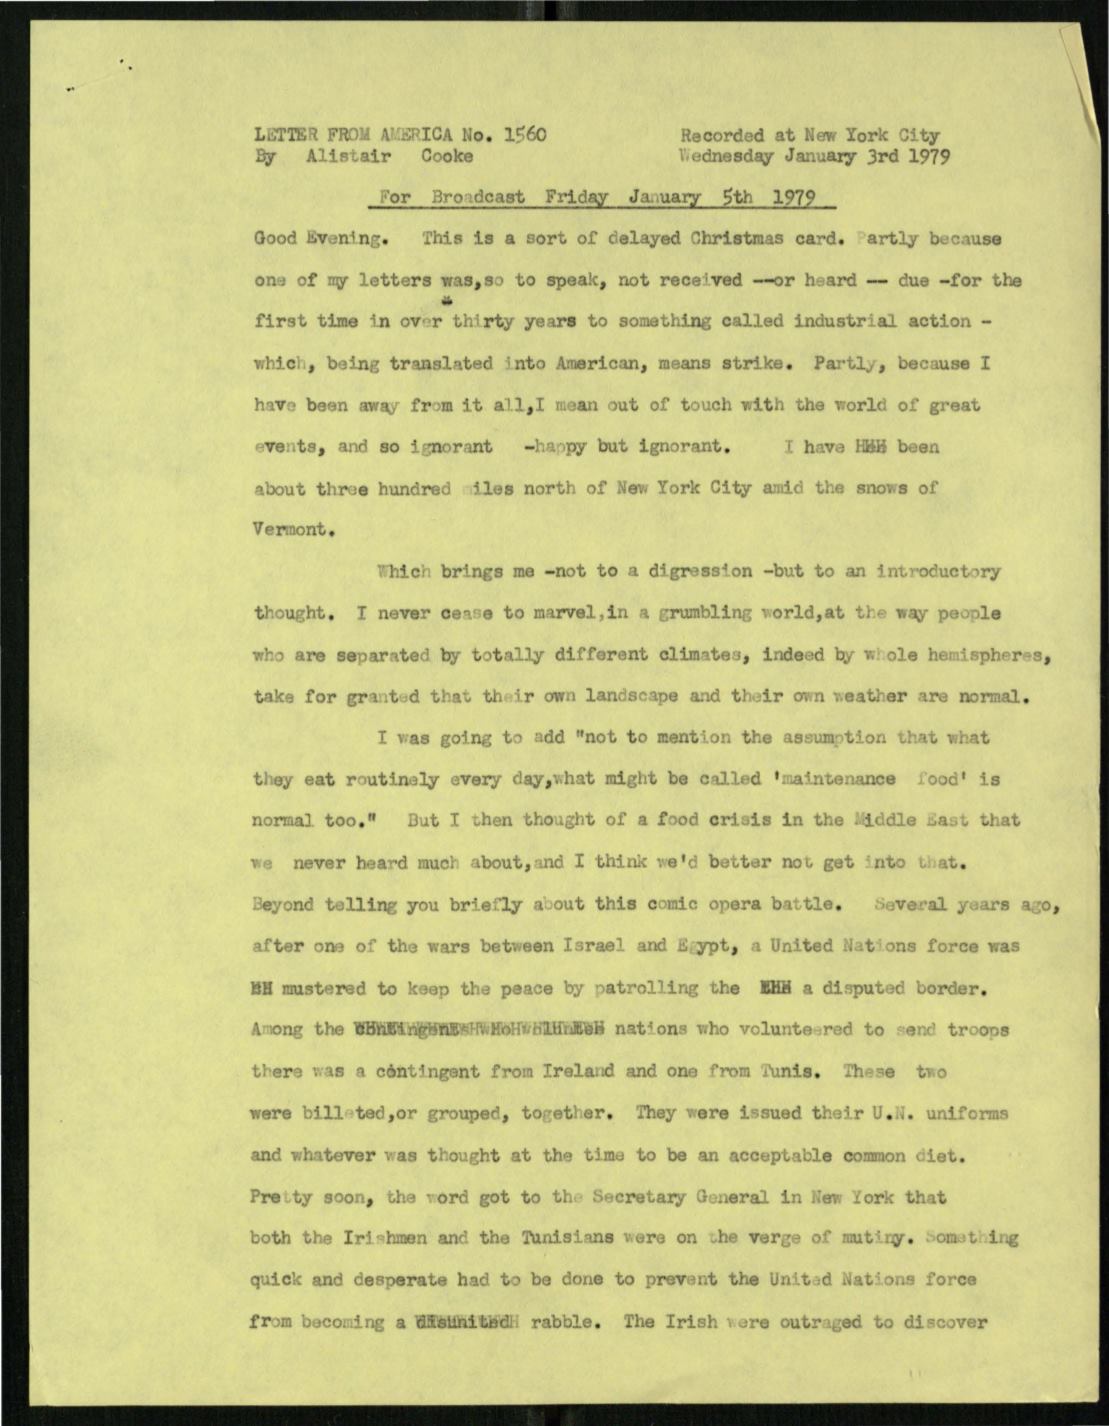 LETTER FROM AMERICA No. 1560
By Alistair Cooke
Recorded at New York City
Wednesday January 3rd 1979
For Broadcast Friday January 5th 1979
Good Evening. This is a sort of delayed Christmas card. Partly because
one of my letters was,so to speak, not received --or heard -- due -for the
first time in over thirty years to something called industrial action -
which, being translated into American, means strike. Partly, because I
have been away from it all,I mean out of touch with the world of great
events, and so ignorant -happy but ignorant. I have been
about three hundred miles north of New York City amid the snows of
Vermont.
Which brings me -not to a digression -but to an introductory
thought. I never cease to marvel,in a grumbling world,at the way people
who are separated by totally different climates, indeed by whole hemispheres,
take for granted that their own landscape and their own weather are normal.
I was going to add "not to mention the assumption that what
they eat routinely every day,what might be called 'maintenance food' is
normal too." But I then thought of a food crisis in the Middle East that
we never heard much about,and I think we'd better not get into that.
Beyond telling you briefly about this comic opera battle. Several years ago,
after one of the wars between Israel and Egypt, a United Nations force was
mustered to keep the peace by patrolling the a disputed border.
Among the nations who volunteered to send troops
there was a contingent from Ireland and one from Tunis. These two
were billeted,or grouped, together. They were issued their U.N. uniforms
and whatever was thought at the time to be an acceptable common diet.
Pretty soon, the word got to the Secretary General in New York that
both the Irishmen and the Tunisians were on the verge of mutiny. Something
quick and desperate had to be done to prevent the United Nations force
from becoming a disunited rabble. The Irish were outraged to discover